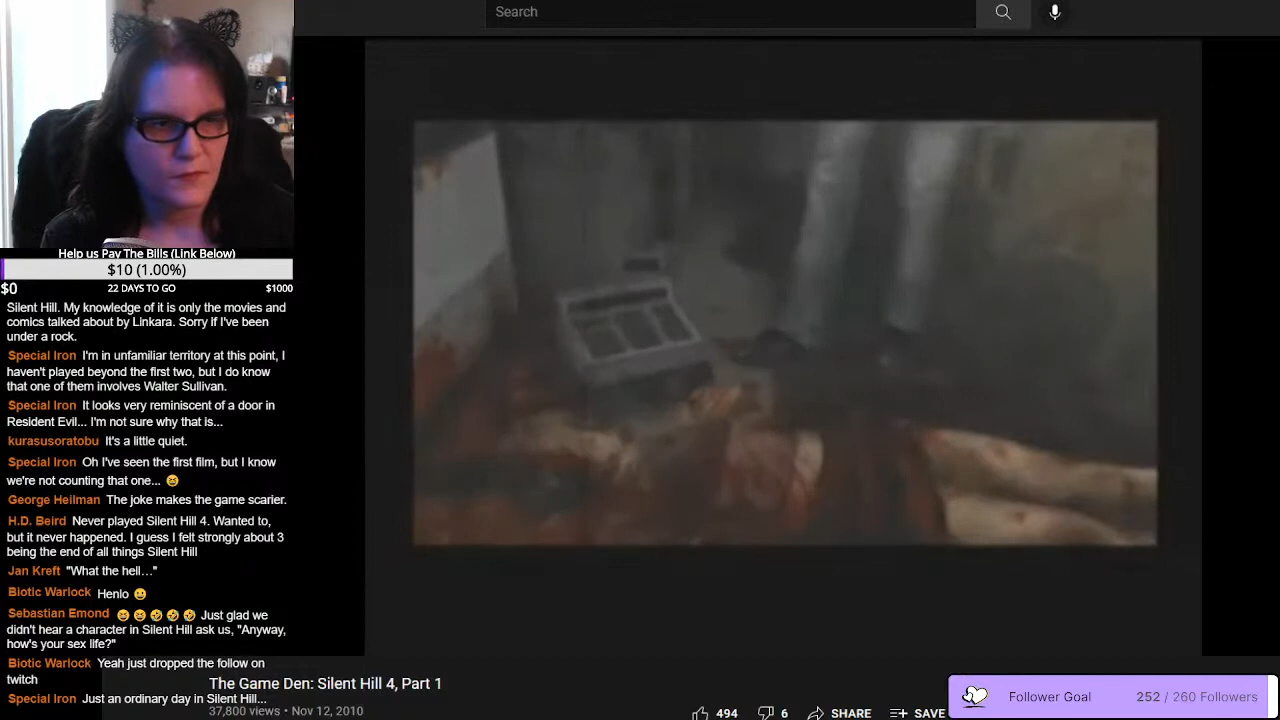 Search
Help us Pay The Bills (Link Below)
$10 (1.00%)
$0
22 DAYS TO GO
$1000
Silent Hill. My knowledge of it is only the movies and
comics talked about by Linkara. Sorry if I've been
under a rock.
Special Iron I'm in unfamiliar territory at this point, I
haven't played beyond the first two, but I do know
that one of them involves Walter Sullivan.
Special Iron It looks very reminiscent of a door in
Resident Evil... I'm not sure why that is...
kurasusoratobu It's a little quiet.
Special Iron Oh I've seen the first film, but I know
we're not counting that one... 😆
George Heilman The joke makes the game scarier.
H.D. Beird Never played Silent Hill 4. Wanted to,
but it never happened. I guess I felt strongly about 3
being the end of all things Silent Hill
Jan Kreft "What the hell…"
Biotic Warlock Henlo 😀
Sebastian Emond 😆😆🤣🤣🤣 Just glad we
didn't hear a character in Silent Hill ask us, "Anyway,
how's your sex life?"
Biotic Warlock Yeah just dropped the follow on
twitch
Special Iron Just an ordinary day in Silent Hill...
The Game Den: Silent Hill 4, Part 1
37,800 views • Nov 12, 2010
494
6
SHARE
SAVE
Follower Goal
252 / 260 Followers